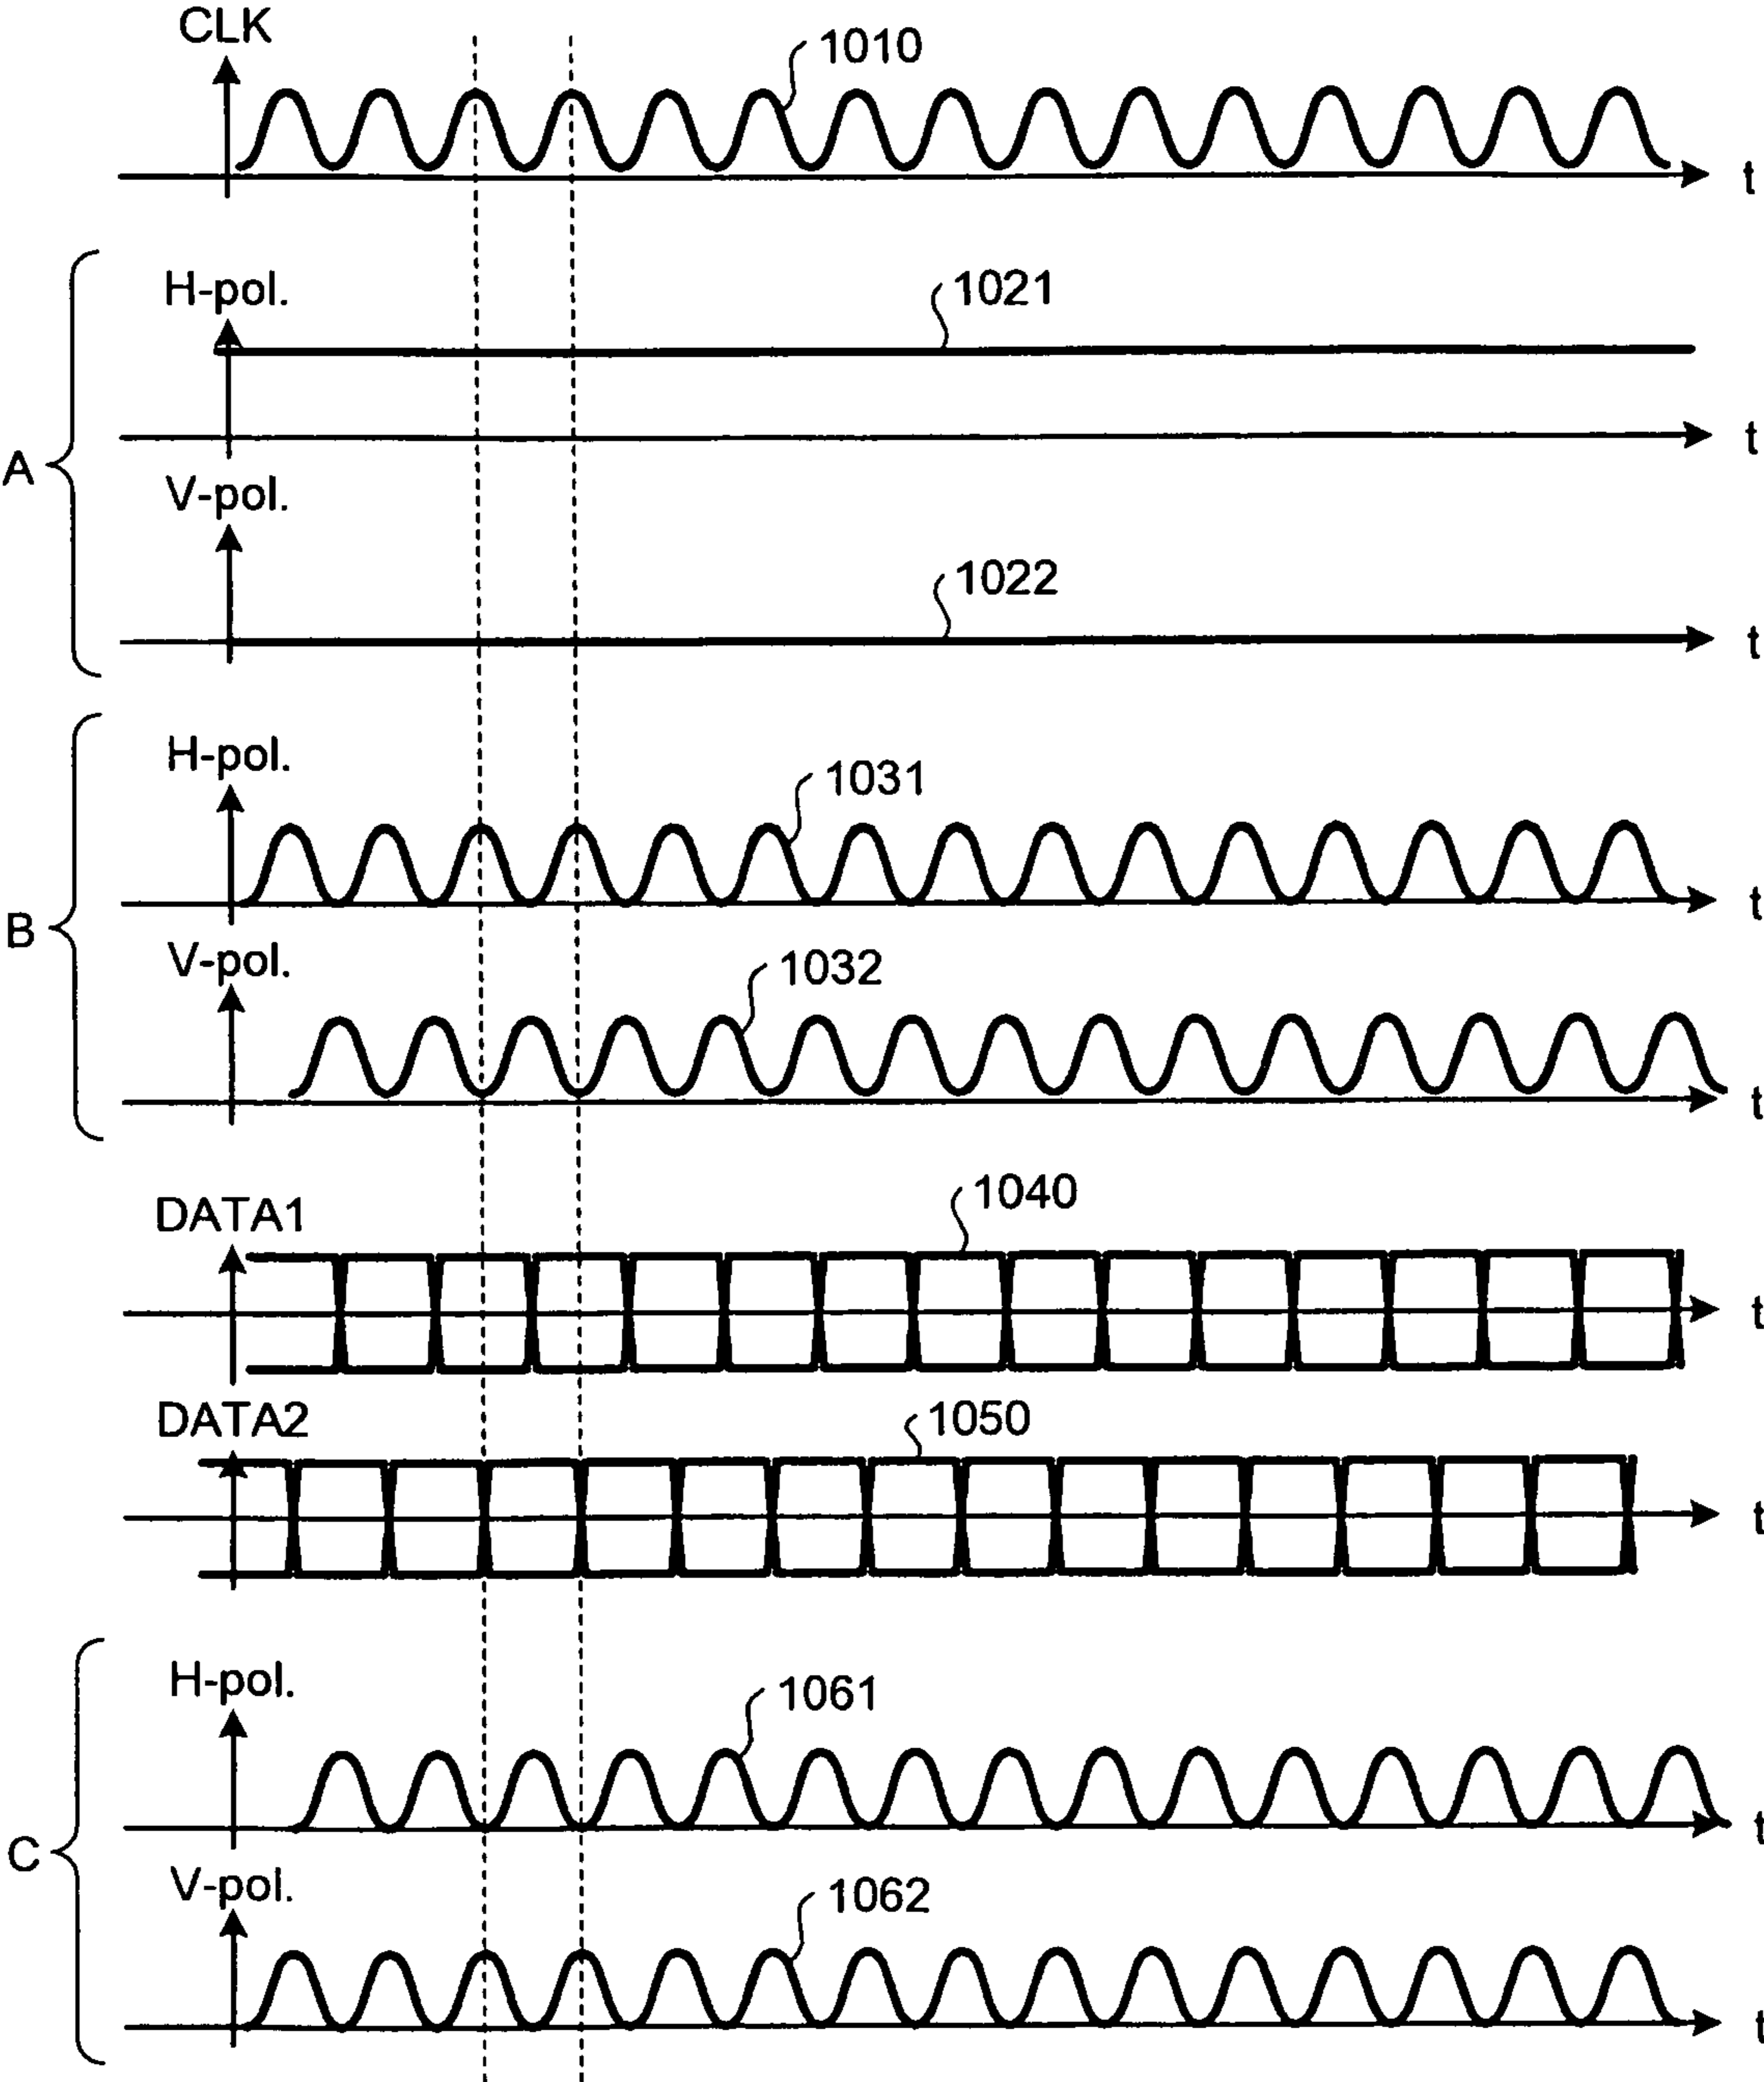 CLK
1010
t
A
H-pol.
1021
t
V-pol.
1022
t
B
H-pol.
1031
t
V-pol.
1032
t
DATA1
1040
t
DATA2
1050
t
C
H-pol.
1061
t
V-pol.
1062
t